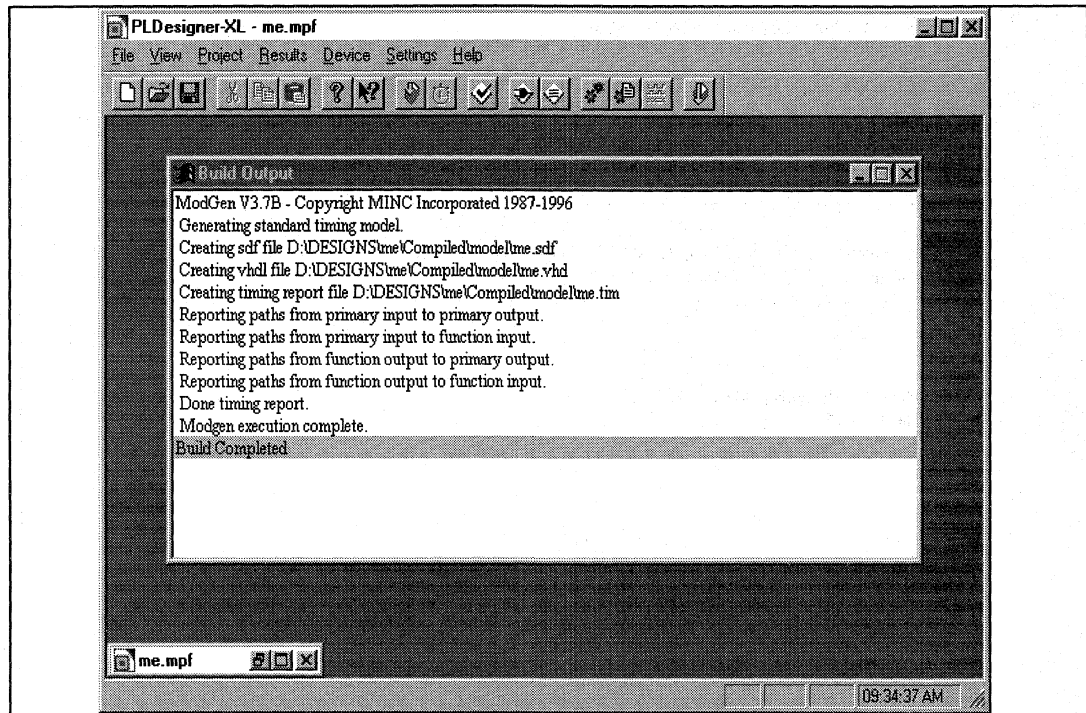 PLDesigner-XL - me.mpf
File View Project Results Device Settings Help
Build Output
ModGen V3.7B - Copyright MINC Incorporated 1987-1996
Generating standard timing model.
Creating sdf file D:\DESIGNS\me\Compiled\model\me.sdf
Creating vhdl file D:\DESIGNS\me\Compiled\model\me.vhd
Creating timing report file D:\DESIGNS\me\Compiled\model\me.tim
Reporting paths from primary input to primary output.
Reporting paths from primary input to function input.
Reporting paths from function output to primary output.
Reporting paths from function output to function input.
Done timing report.
Modgen execution complete.
Build Completed
me.mpf
09:34:37 AM